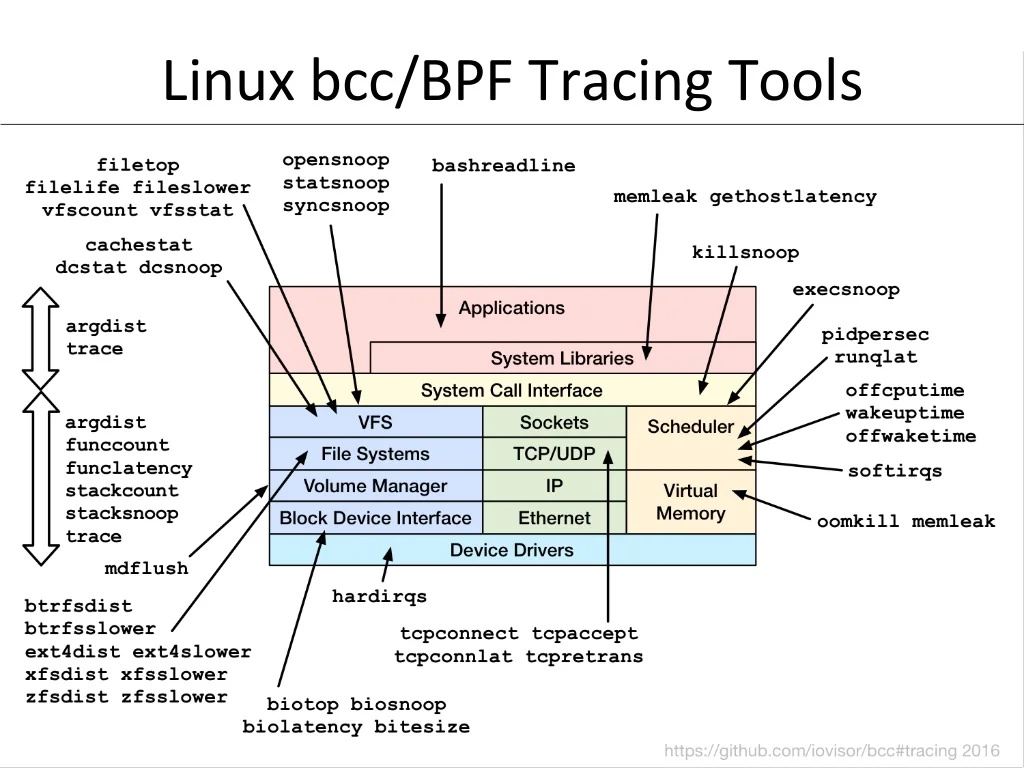 Linux bcc/BPF Tracing Tools
filetop
filelife fileslower
vfscount vfsstat
opensnoop
statsnoop
syncsnoop
bashreadline
memleak gethostlatency
cachestat
dcstat dcsnoop
killsnoop
execsnoop
argdist
trace
pidpersec
runqlat
Applications
System Libraries
System Call Interface
offcputime
wakeuptime
offwaketime
argdist
funccount
funclatency
stackcount
stacksnoop
trace
VFS
Sockets
Scheduler
File Systems
TCP/UDP
softirqs
Volume Manager
IP
Virtual
Memory
Block Device Interface
Ethernet
oomkill memleak
Device Drivers
mdflush
hardirqs
btrfsdist
btrfsslower
ext4dist ext4slower
xfsdist xfsslower
zfsdist zfsslower
tcpconnect tcpaccept
tcpconnlat tcpretrans
biotop biosnoop
biolatency bitesize
https://github.com/iovisor/bcc#tracing 2016